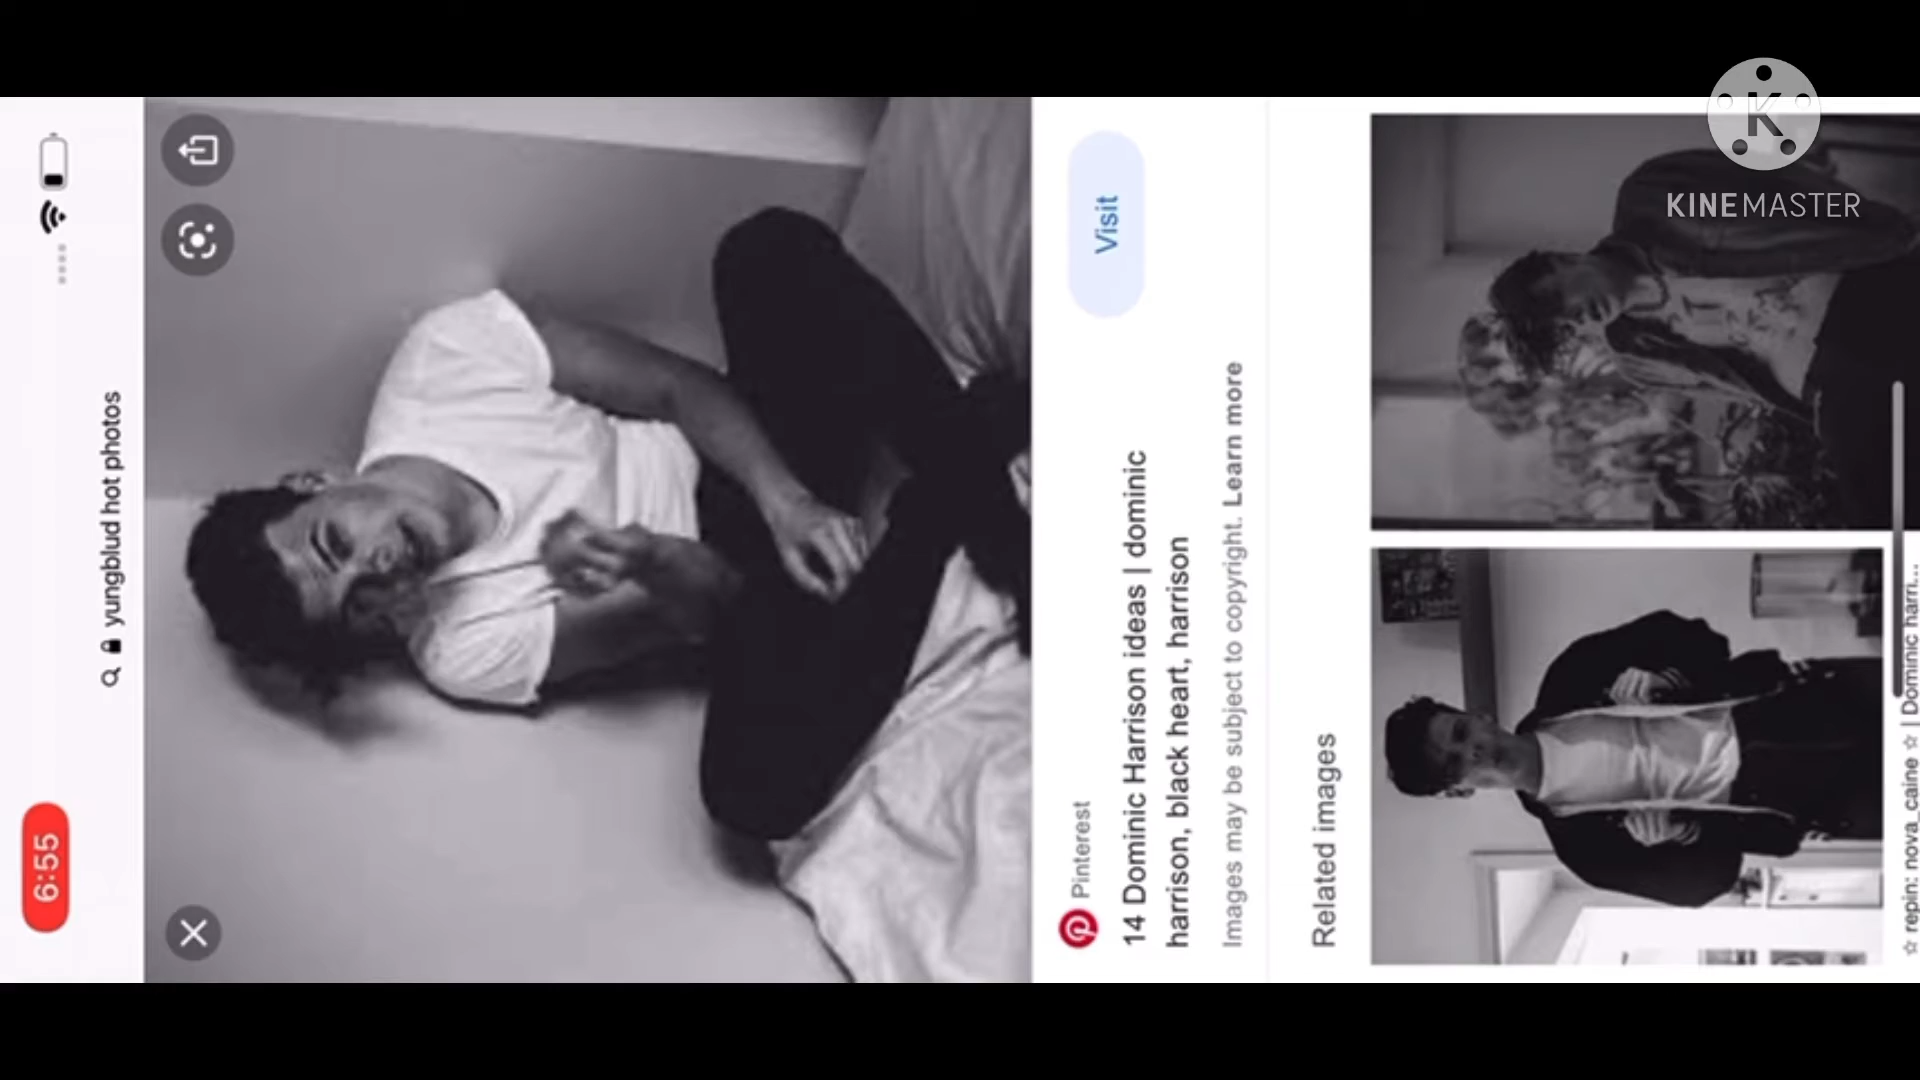 6:55
yungblud hot photos
Pinterest
Visit
14 Dominic Harrison ideas | dominic
harrison, black heart, harrison
Images may be subject to copyright. Learn more
Related images
☆ repin: nova_caine ☆ | Dominic harri...
K
KINEMASTER